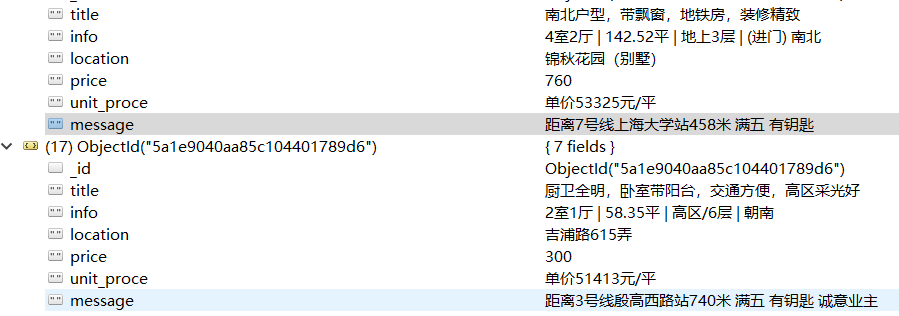 title 南北户型，带飘窗，地铁房，装修精致
info 4室2厅 | 142.52平 | 地上3层 | (进门) 南北
location 锦秋花园（别墅）
price 760
unit_proce 单价53325元/平
message 距离7号线上海大学站458米 满五 有钥匙
(17) ObjectId("5a1e9040aa85c104401789d6") { 7 fields }
_id ObjectId("5a1e9040aa85c104401789d6")
title 厨卫全明，卧室带阳台，交通方便，高区采光好
info 2室1厅 | 58.35平 | 高区/6层 | 朝南
location 吉浦路615弄
price 300
unit_proce 单价51413元/平
message 距离3号线殷高西路站740米 满五 有钥匙 诚意业主